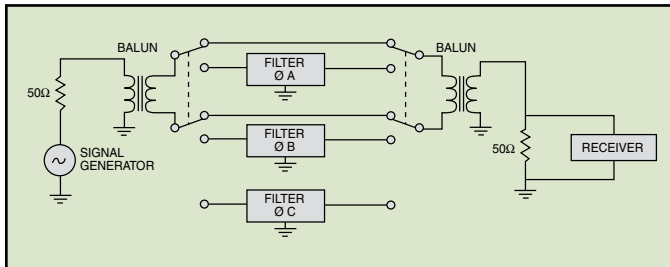 BALUN
BALUN
FILTER
Ø A
50Ω
FILTER
Ø B
50Ω
RECEIVER
SIGNAL
GENERATOR
FILTER
Ø C